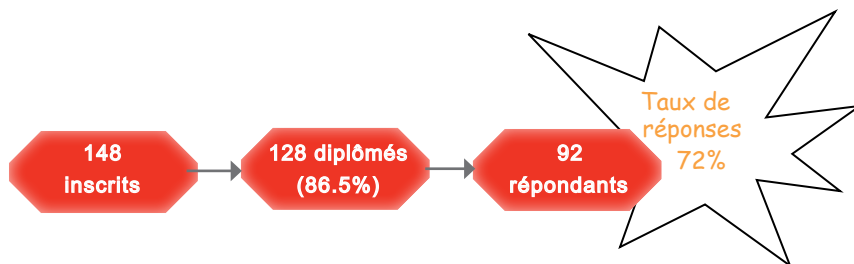 148
inscrits
128 diplômés
(86.5%)
92
répondants
Taux de
réponses
72%